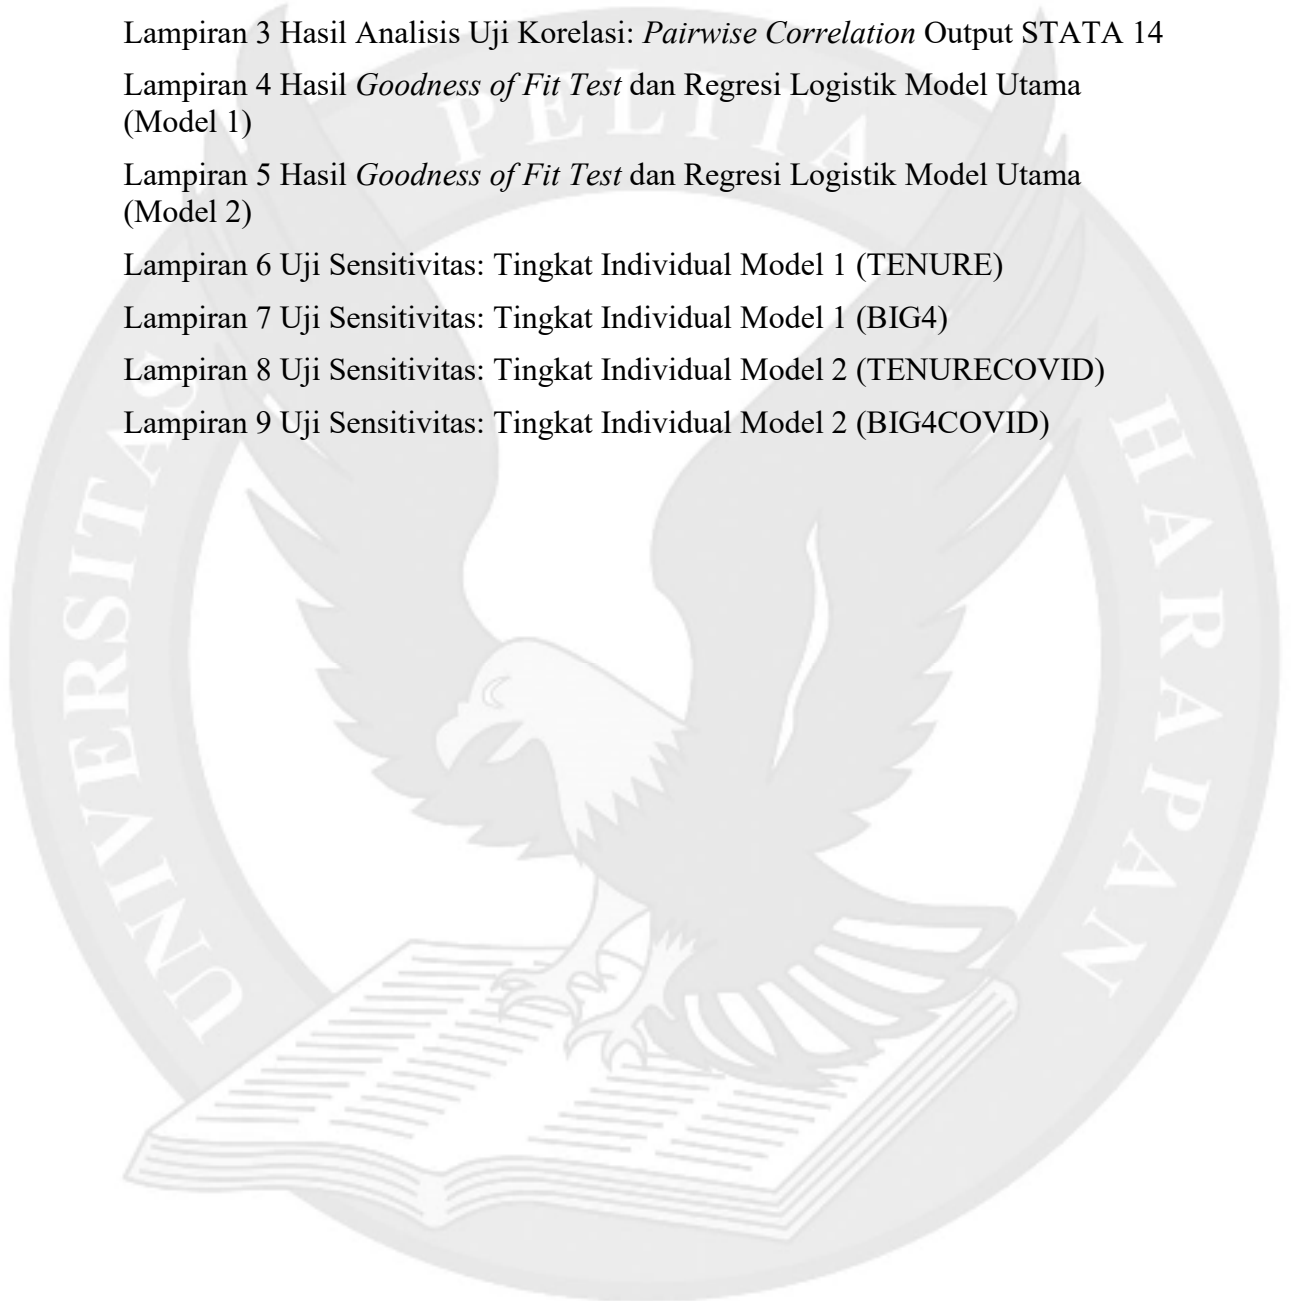 Lampiran 3 Hasil Analisis Uji Korelasi: Pairwise Correlation Output STATA 14
Lampiran 4 Hasil Goodness of Fit Test dan Regresi Logistik Model Utama
(Model 1)
Lampiran 5 Hasil Goodness of Fit Test dan Regresi Logistik Model Utama
(Model 2)
Lampiran 6 Uji Sensitivitas: Tingkat Individual Model 1 (TENURE)
Lampiran 7 Uji Sensitivitas: Tingkat Individual Model 1 (BIG4)
Lampiran 8 Uji Sensitivitas: Tingkat Individual Model 2 (TENURECOVID)
Lampiran 9 Uji Sensitivitas: Tingkat Individual Model 2 (BIG4COVID)
UNIVERSITAS
PELITA
HARAPAN